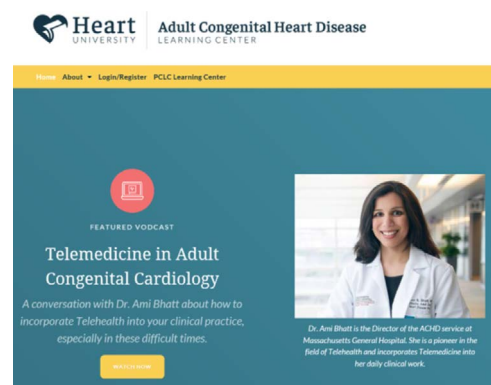 Heart
UNIVERSITY
Adult Congenital Heart Disease
LEARNING CENTER
Home About Login/Register PCLC Learning Center
FEATURED VODCAST
Telemedicine in Adult
Congenital Cardiology
A conversation with Dr. Ami Bhatt about how to
incorporate Telehealth into your clinical practice,
especially in these difficult times.
WATCH NOW
Dr. Ami Bhatt is the Director of the ACHD service at
Massachusetts General Hospital. She is a pioneer in the
field of Telehealth and incorporates Telemedicine into
her daily clinical work.